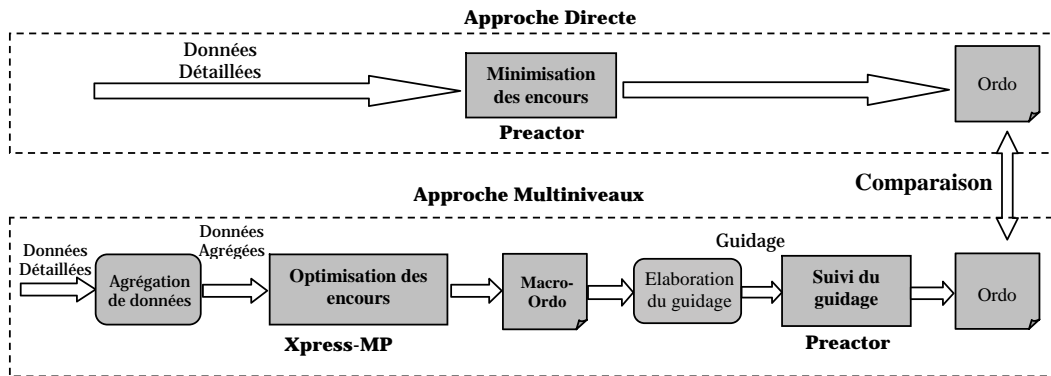 Approche Directe
Données
Détaillées
Minimisation
des encours
Ordo
Preactor
Comparaison
Approche Multiniveaux
Données
Détaillées
Données
Agrégées
Guidage
Agrégation
de données
Optimisation des
encours
Macro-
Ordo
Elaboration
du guidage
Suivi du
guidage
Ordo
Xpress-MP
Preactor